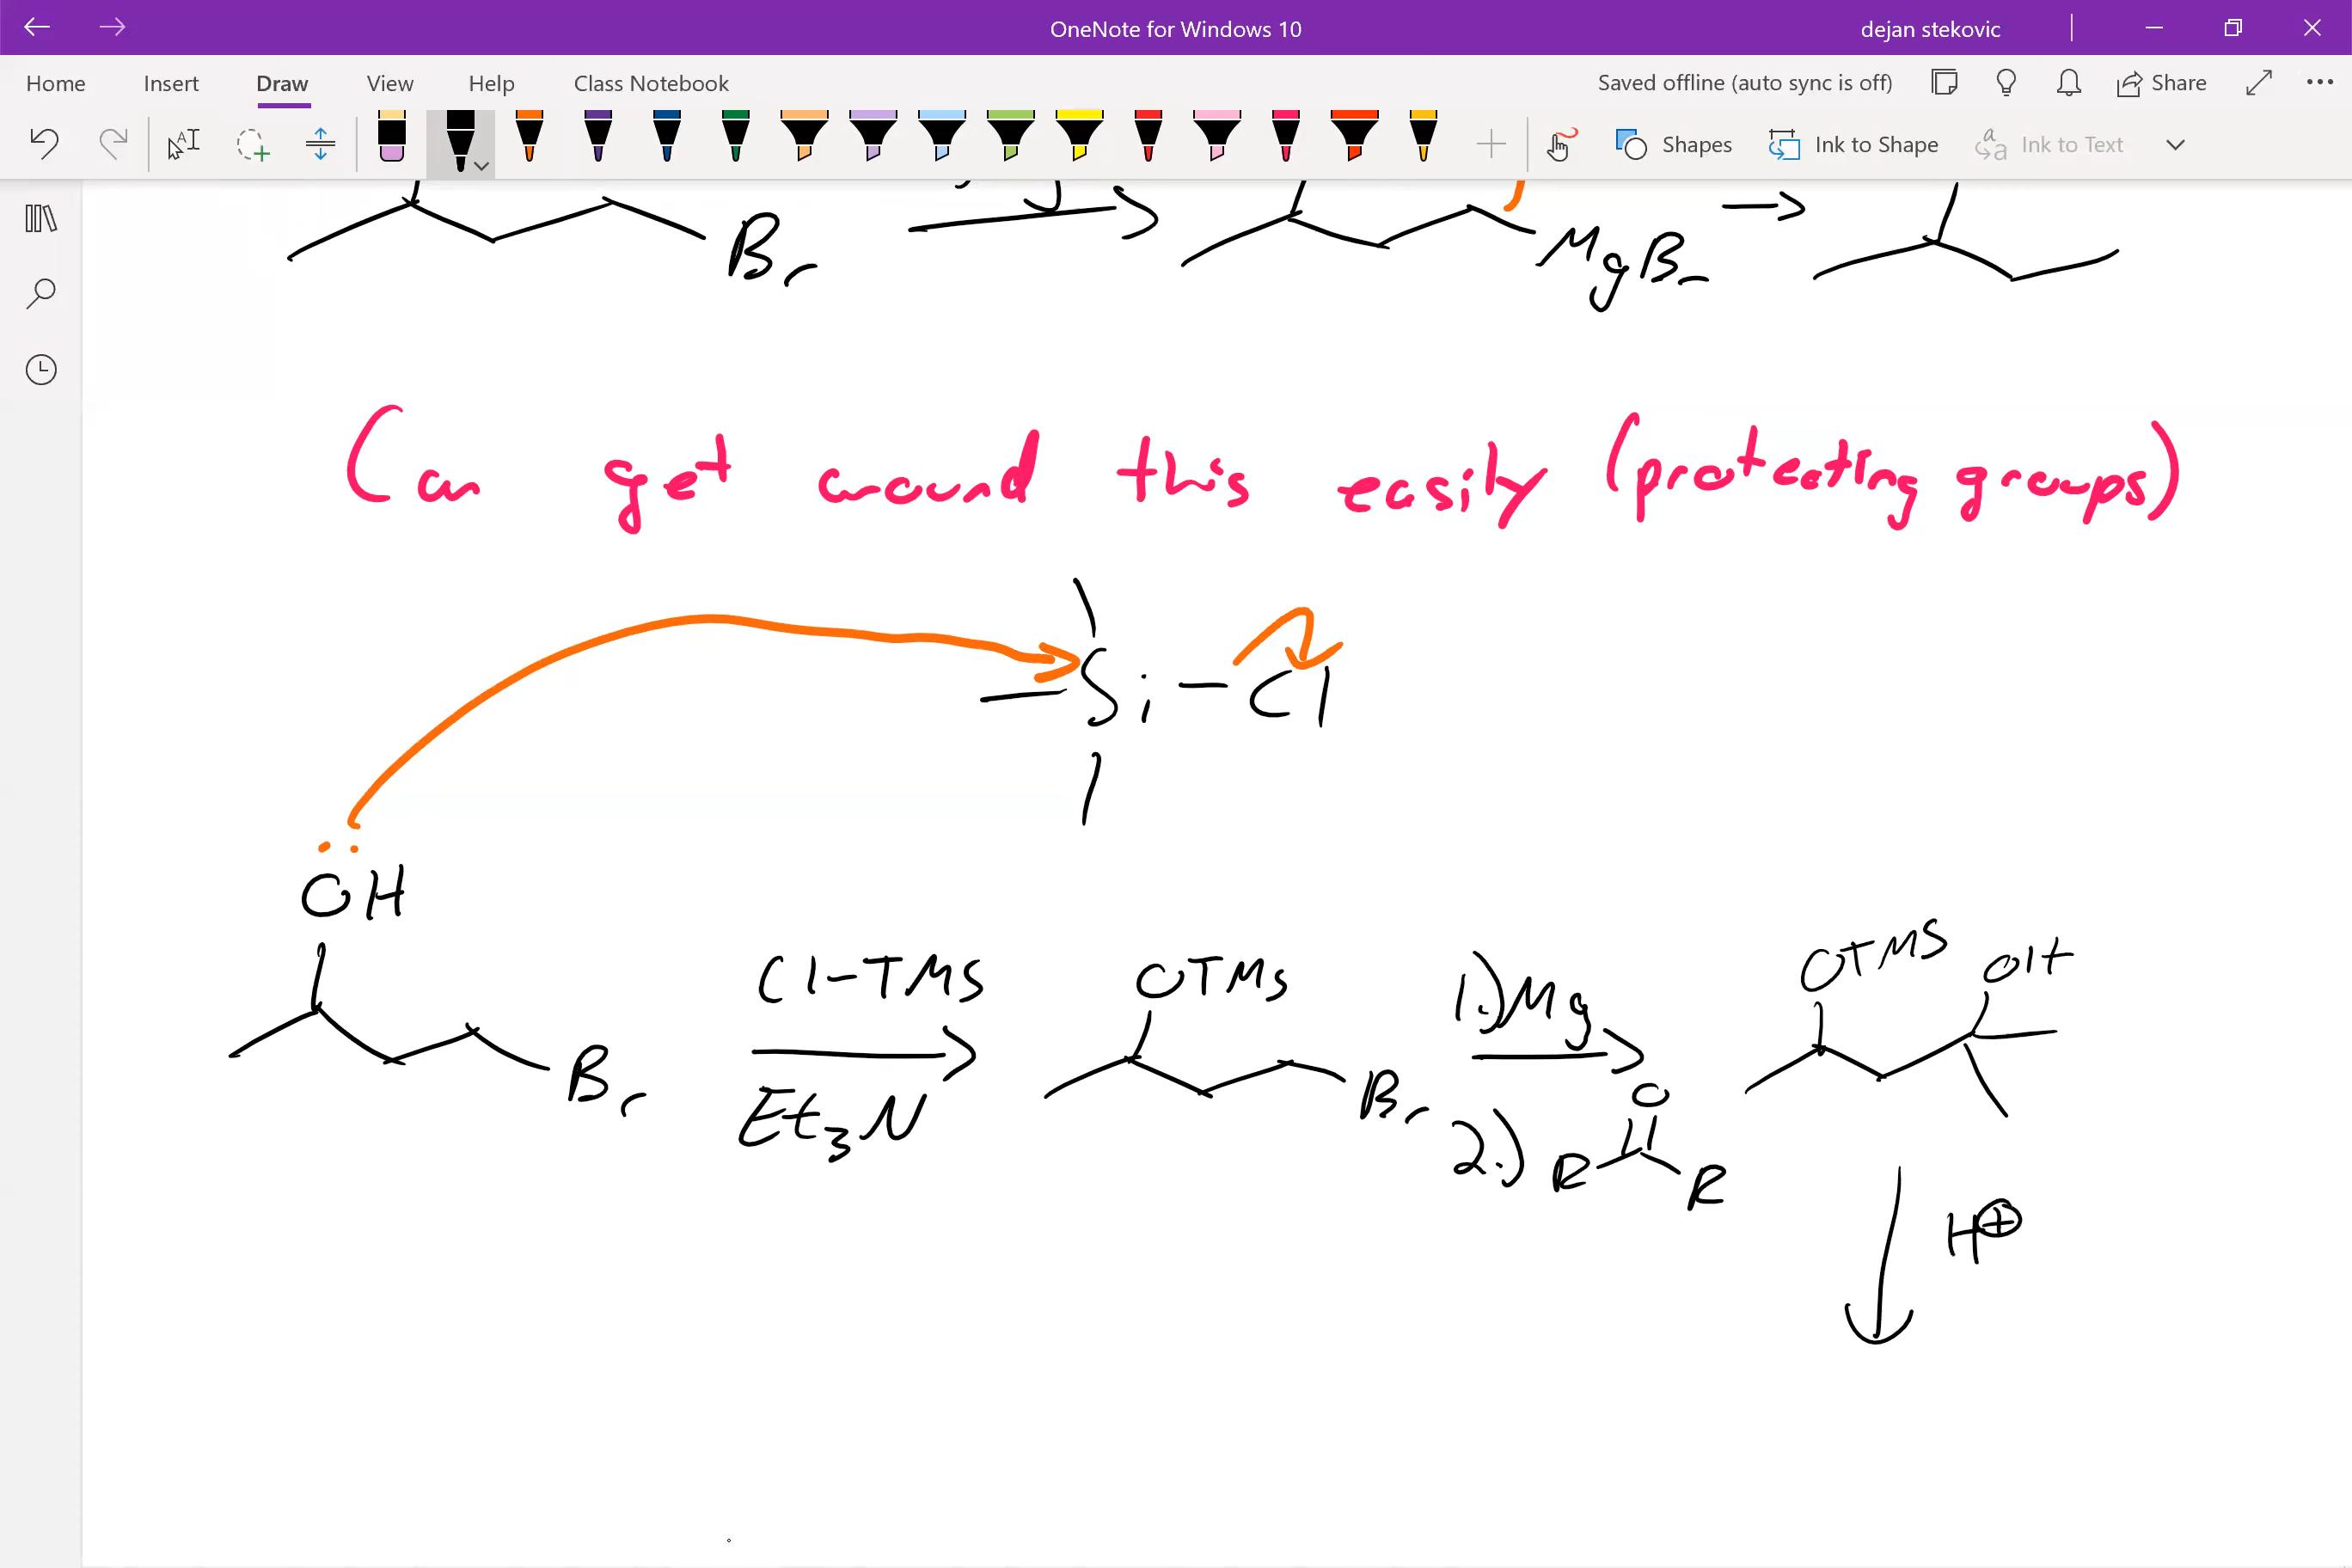 OneNote for Windows 10 dejan stekovic
Home Insert Draw View Help Class Notebook Saved offline (auto sync is off) Share
Shapes Ink to Shape Ink to Text
Br MgBr
Can get around this easily (protecting groups)
Si-Cl
OH
Cl-TMS OTMS 1.) Mg OTMS OH
Br Et3N Br 2.) O R R
H⊕